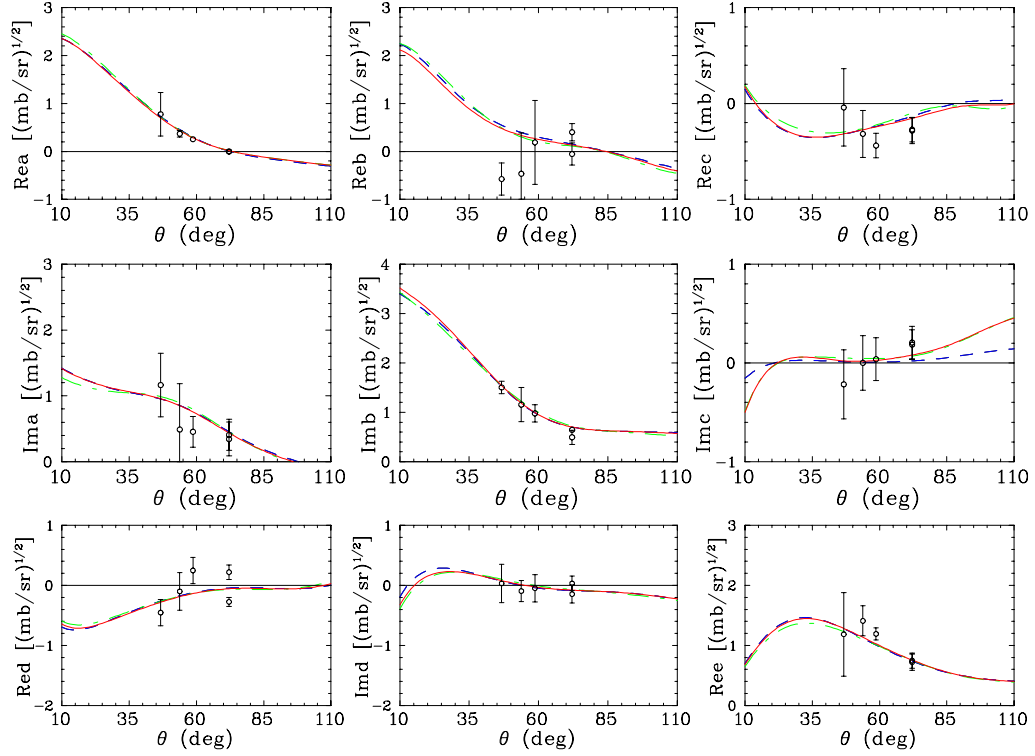 3
2
1
0
−1
10 35 60 85 110
Rea [(mb/sr)1/2]
θ (deg)
3
2
1
0
−1
10 35 60 85 110
Reb [(mb/sr)1/2]
θ (deg)
1
0
−1
10 35 60 85 110
Rec [(mb/sr)1/2]
θ (deg)
3
2
1
0
10 35 60 85 110
Ima [(mb/sr)1/2]
θ (deg)
4
3
2
1
0
10 35 60 85 110
Imb [(mb/sr)1/2]
θ (deg)
1
0
−1
10 35 60 85 110
Imc [(mb/sr)1/2]
θ (deg)
1
0
−1
−2
10 35 60 85 110
Red [(mb/sr)1/2]
θ (deg)
1
0
−1
−2
10 35 60 85 110
Imd [(mb/sr)1/2]
θ (deg)
3
2
1
0
10 35 60 85 110
Ree [(mb/sr)1/2]
θ (deg)